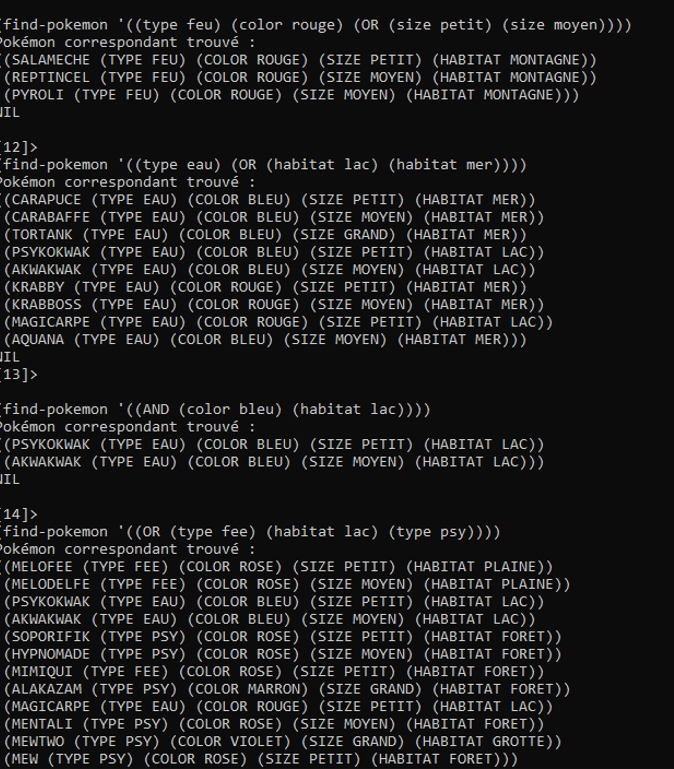 (find-pokemon '((type feu) (color rouge) (OR (size petit) (size moyen))))
Pokémon correspondant trouvé :
((SALAMECHE (TYPE FEU) (COLOR ROUGE) (SIZE PETIT) (HABITAT MONTAGNE))
(REPTINCEL (TYPE FEU) (COLOR ROUGE) (SIZE MOYEN) (HABITAT MONTAGNE))
(PYROLI (TYPE FEU) (COLOR ROUGE) (SIZE MOYEN) (HABITAT MONTAGNE)))
NIL
[12]>
(find-pokemon '((type eau) (OR (habitat lac) (habitat mer))))
Pokémon correspondant trouvé :
((CARAPUCE (TYPE EAU) (COLOR BLEU) (SIZE PETIT) (HABITAT MER))
(CARABAFFE (TYPE EAU) (COLOR BLEU) (SIZE MOYEN) (HABITAT MER))
(TORTANK (TYPE EAU) (COLOR BLEU) (SIZE GRAND) (HABITAT MER))
(PSYKOKWAK (TYPE EAU) (COLOR BLEU) (SIZE PETIT) (HABITAT LAC))
(AKWAKWAK (TYPE EAU) (COLOR BLEU) (SIZE MOYEN) (HABITAT LAC))
(KRABBY (TYPE EAU) (COLOR ROUGE) (SIZE PETIT) (HABITAT MER))
(KRABBOSS (TYPE EAU) (COLOR ROUGE) (SIZE MOYEN) (HABITAT MER))
(MAGICARPE (TYPE EAU) (COLOR ROUGE) (SIZE PETIT) (HABITAT LAC))
(AQUANA (TYPE EAU) (COLOR BLEU) (SIZE MOYEN) (HABITAT MER)))
NIL
[13]>
(find-pokemon '((AND (color bleu) (habitat lac))))
Pokémon correspondant trouvé :
((PSYKOKWAK (TYPE EAU) (COLOR BLEU) (SIZE PETIT) (HABITAT LAC))
(AKWAKWAK (TYPE EAU) (COLOR BLEU) (SIZE MOYEN) (HABITAT LAC)))
NIL
[14]>
(find-pokemon '((OR (type fee) (habitat lac) (type psy))))
Pokémon correspondant trouvé :
((MELOFEE (TYPE FEE) (COLOR ROSE) (SIZE PETIT) (HABITAT PLAINE))
(MELODELFE (TYPE FEE) (COLOR ROSE) (SIZE MOYEN) (HABITAT PLAINE))
(PSYKOKWAK (TYPE EAU) (COLOR BLEU) (SIZE PETIT) (HABITAT LAC))
(AKWAKWAK (TYPE EAU) (COLOR BLEU) (SIZE MOYEN) (HABITAT LAC))
(SOPORIFIK (TYPE PSY) (COLOR ROSE) (SIZE PETIT) (HABITAT FORET))
(HYPNOMADE (TYPE PSY) (COLOR ROSE) (SIZE MOYEN) (HABITAT FORET))
(MIMIQUI (TYPE FEE) (COLOR ROSE) (SIZE PETIT) (HABITAT FORET))
(ALAKAZAM (TYPE PSY) (COLOR MARRON) (SIZE GRAND) (HABITAT FORET))
(MAGICARPE (TYPE EAU) (COLOR ROUGE) (SIZE PETIT) (HABITAT LAC))
(MENTALI (TYPE PSY) (COLOR ROSE) (SIZE MOYEN) (HABITAT FORET))
(MEWTWO (TYPE PSY) (COLOR VIOLET) (SIZE GRAND) (HABITAT GROTTE))
(MEW (TYPE PSY) (COLOR ROSE) (SIZE PETIT) (HABITAT FORET)))